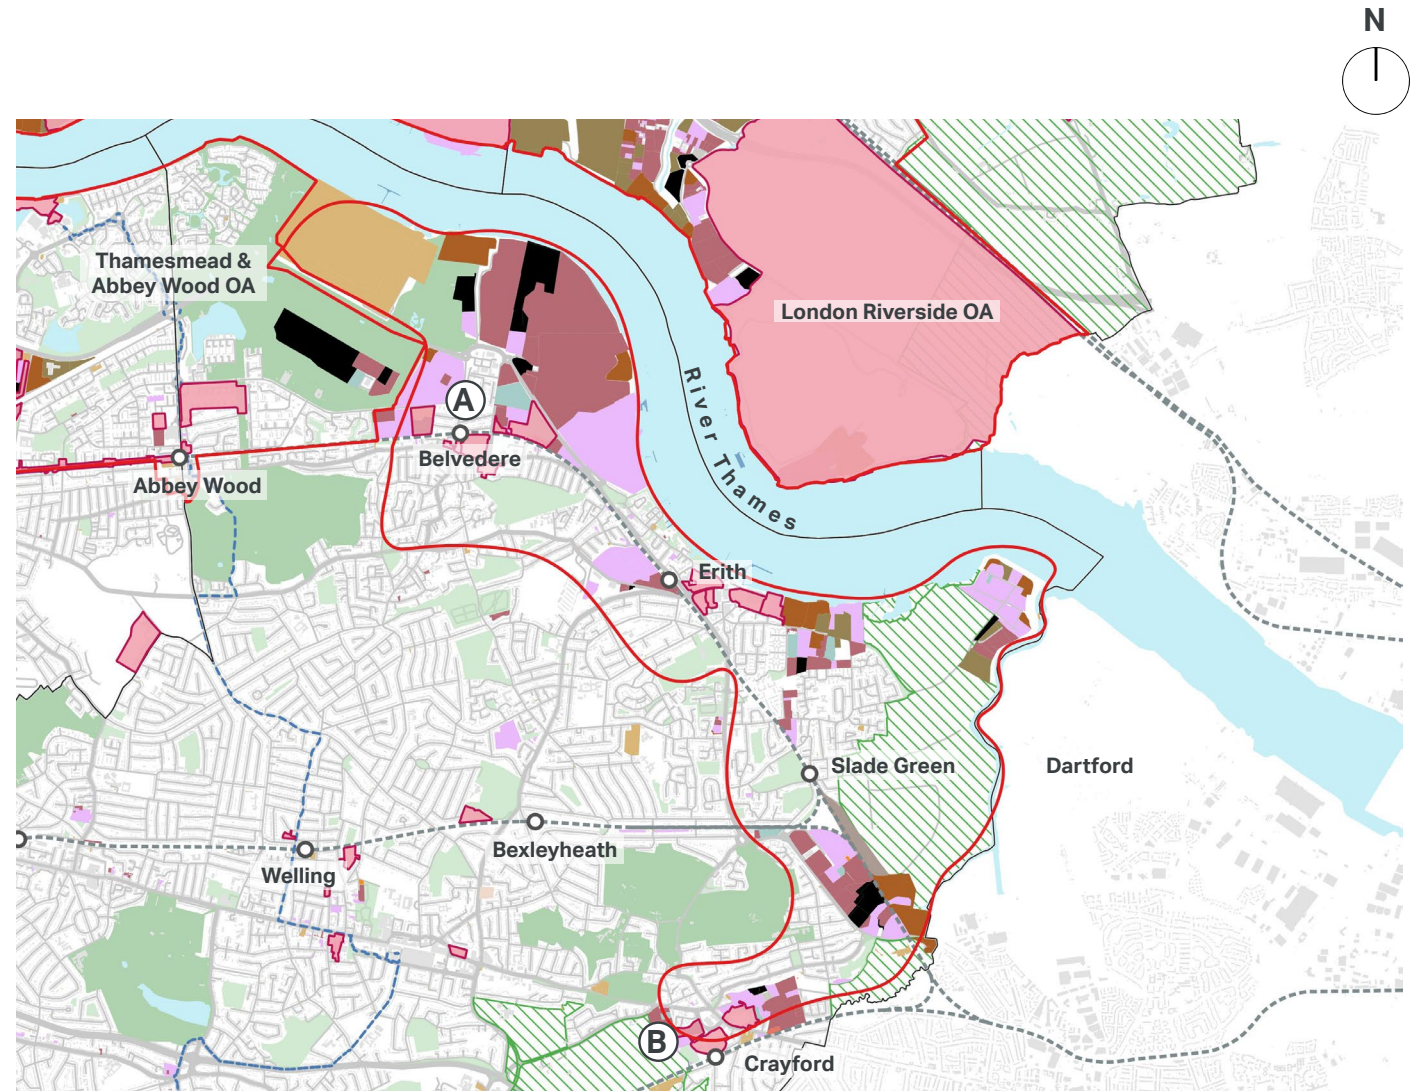 N
Thamesmead &
Abbey Wood OA
London Riverside OA
River Thames
A
Belvedere
Abbey Wood
Erith
Slade Green
Dartford
Bexleyheath
Welling
B
Crayford